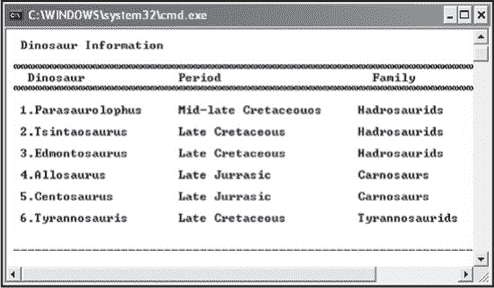 C:\WINDOWS\system32\cmd.exe
Dinosaur Information
Dinosaur Period Family
1.Parasaurolophus Mid-late Cretaceouos Hadrosaurids
2.Tsintaosaurus Late Cretaceous Hadrosaurids
3.Edmontosaurus Late Cretaceous Hadrosaurids
4.Allosaurus Late Jurrasic Carnosaurs
5.Centosaurus Late Jurrasic Carnosaurs
6.Tyrannosauris Late Cretaceous Tyrannosaurids